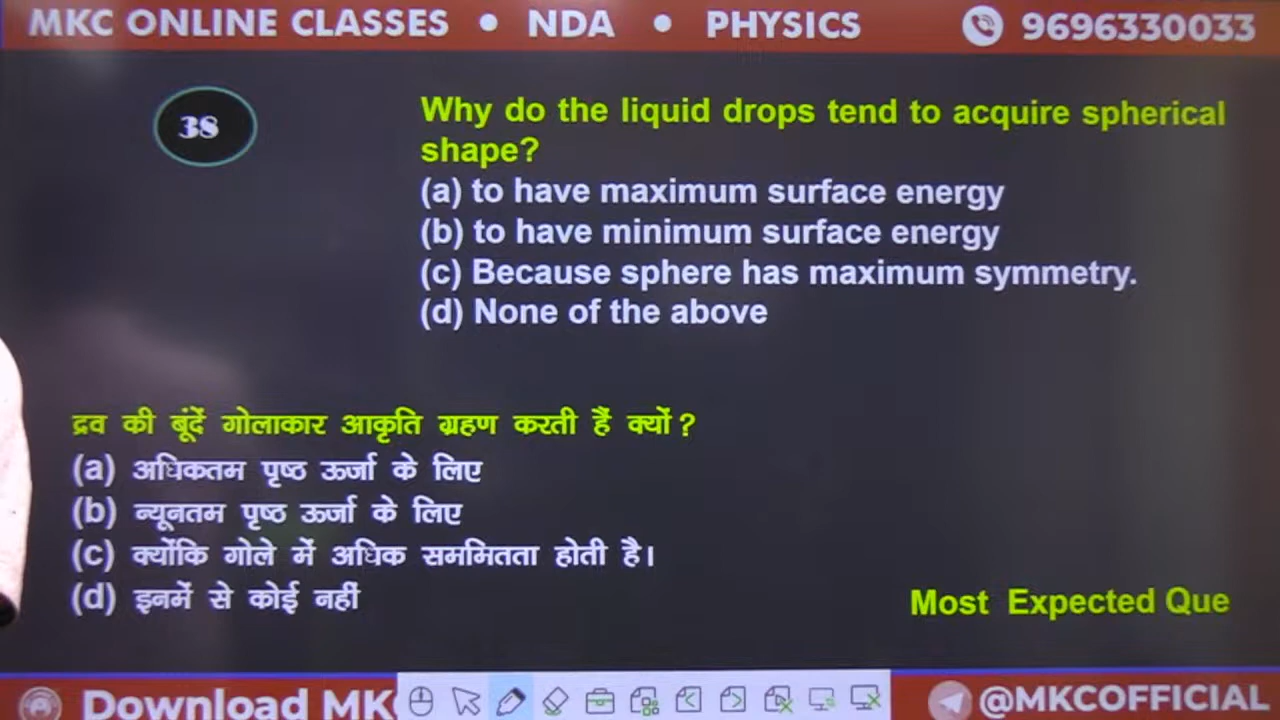 MKC ONLINE CLASSES • NDA • PHYSICS 9696330033
38
Why do the liquid drops tend to acquire spherical
shape?
(a) to have maximum surface energy
(b) to have minimum surface energy
(c) Because sphere has maximum symmetry.
(d) None of the above
द्रव की बूंदें गोलाकार आकृति ग्रहण करती हैं क्यों ?
(a) अधिकतम पृष्ठ ऊर्जा के लिए
(b) न्यूनतम पृष्ठ ऊर्जा के लिए
(c) क्योंकि गोले में अधिक सममितता होती है।
(d) इनमें से कोई नहीं
Most Expected Que
Download MKC @MKCOFFICIAL